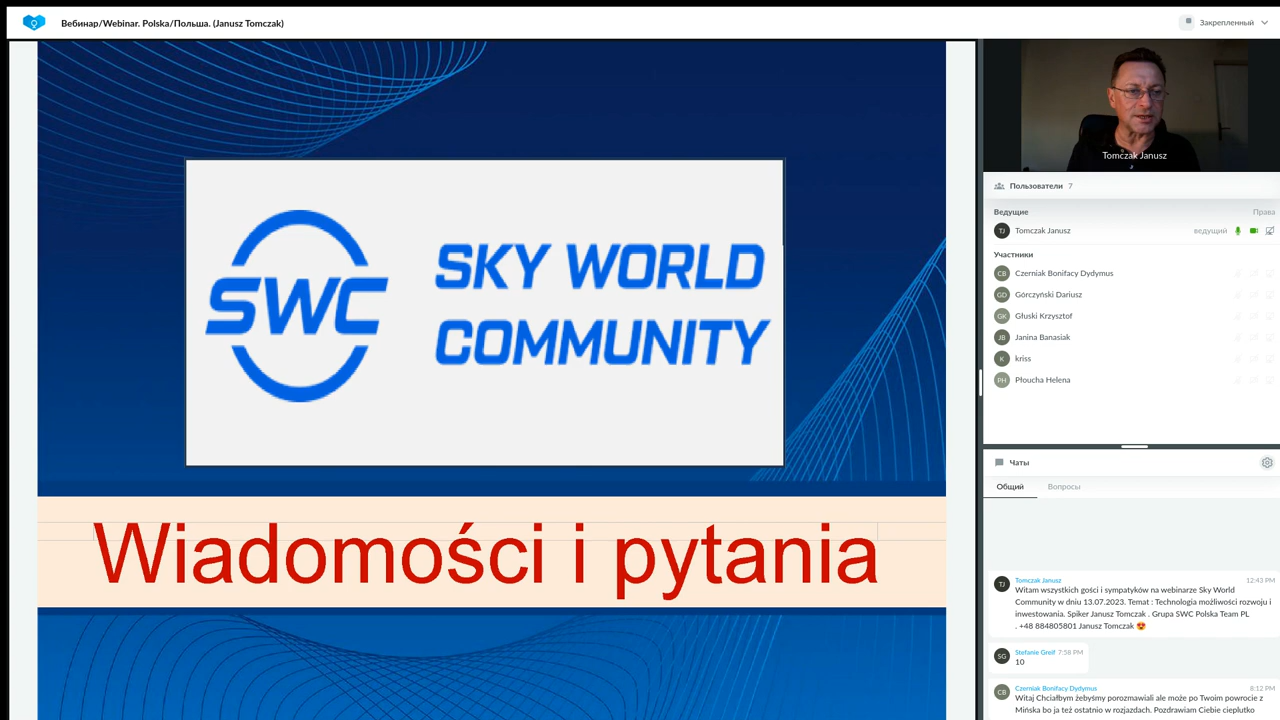 Вебинар/Webinar. Polska/Польша. (Janusz Tomczak)
Закрепленный
SWC
SKY WORLD
COMMUNITY
Wiadomości i pytania
Tomczak Janusz
Пользователи 7
Ведущие Права
TJ Tomczak Janusz ведущий
Участники
CB Czerniak Bonifacy Dydymus
GD Górczyński Dariusz
GK Głuski Krzysztof
JB Janina Banasiak
K kriss
PH Płoucha Helena
Чаты
Общий Вопросы
TJ Tomczak Janusz 12:43 PM
Witam wszystkich gości i sympatyków na webinarze Sky World
Community w dniu 13.07.2023. Temat : Technologia możliwości rozwoju i
inwestowania. Spiker Janusz Tomczak . Grupa SWC Polska Team PL
. +48 884805801 Janusz Tomczak 😍
SG Stefanie Greif 7:58 PM
10
CB Czerniak Bonifacy Dydymus 8:12 PM
Witaj Chciałbym żebyśmy porozmawiali ale może po Twoim powrocie z
Mińska bo ja też ostatnio w rozjazdach. Pozdrawiam Ciebie cieplutko